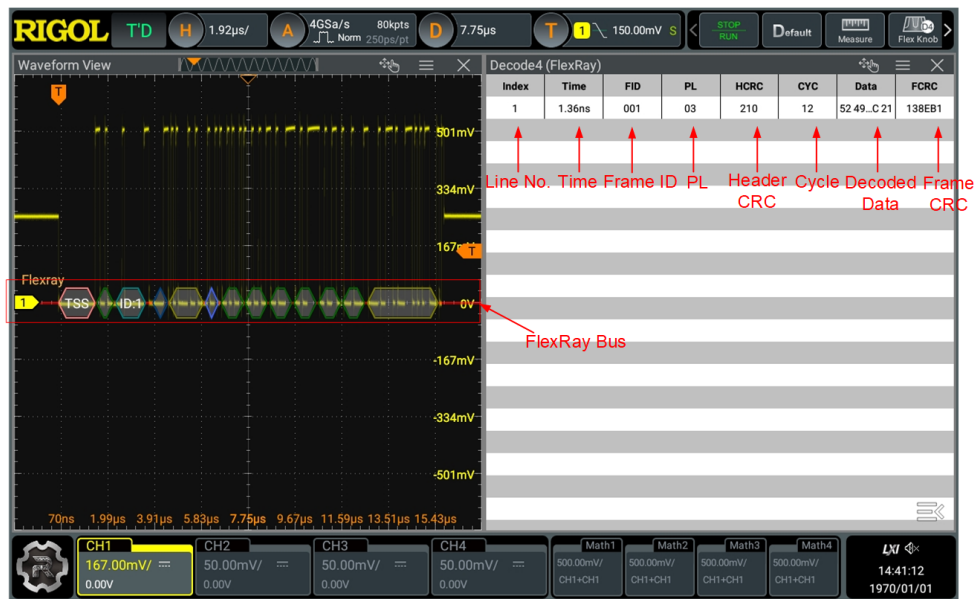 RIGOL T'D H 1.92μs/ A 4GSa/s 80kpts Norm 250ps/pt D 7.75μs T 1 150.00mV S STOP RUN Default Measure Flex Knob
Waveform View
Decode4 (FlexRay)
Index Time FID PL HCRC CYC Data FCRC
1 1.36ns 001 03 210 12 52 49...C 21 138EB1
Line No. Time Frame ID PL Header CRC Cycle Decoded Data Frame CRC
T
501mV
334mV
T
Flexray
1 TSS ID:1 0V
FlexRay Bus
-167mV
-334mV
-501mV
70ns 1.99μs 3.91μs 5.83μs 7.75μs 9.67μs 11.59μs 13.51μs 15.43μs
CH1 CH2 CH3 CH4 Math1 Math2 Math3 Math4
167.00mV/ 50.00mV/ 50.00mV/ 50.00mV/ 500.00mV/ 500.00mV/ 500.00mV/ 500.00mV/
0.00V 0.00V 0.00V 0.00V CH1+CH1 CH1+CH1 CH1+CH1 CH1+CH1
LXI
14:41:12
1970/01/01